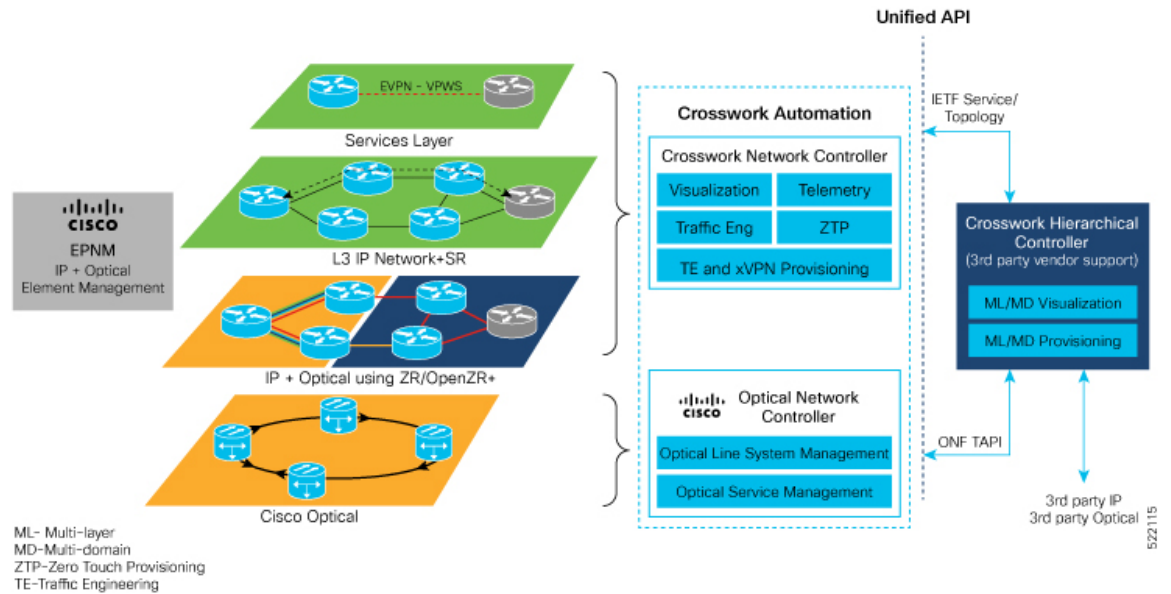 Unified API
EVPN - VPWS
Services Layer
L3 IP Network+SR
CISCO
EPNM
IP + Optical
Element Management
IP + Optical using ZR/OpenZR+
Cisco Optical
Crosswork Automation
Crosswork Network Controller
Visualization
Telemetry
Traffic Eng
ZTP
TE and xVPN Provisioning
CISCO
Optical Network
Controller
Optical Line System Management
Optical Service Management
IETF Service/
Topology
Crosswork Hierarchical
Controller
(3rd party vendor support)
ML/MD Visualization
ML/MD Provisioning
ONF TAPI
3rd party IP
3rd party Optical
522115
ML- Multi-layer
MD-Multi-domain
ZTP-Zero Touch Provisioning
TE-Traffic Engineering